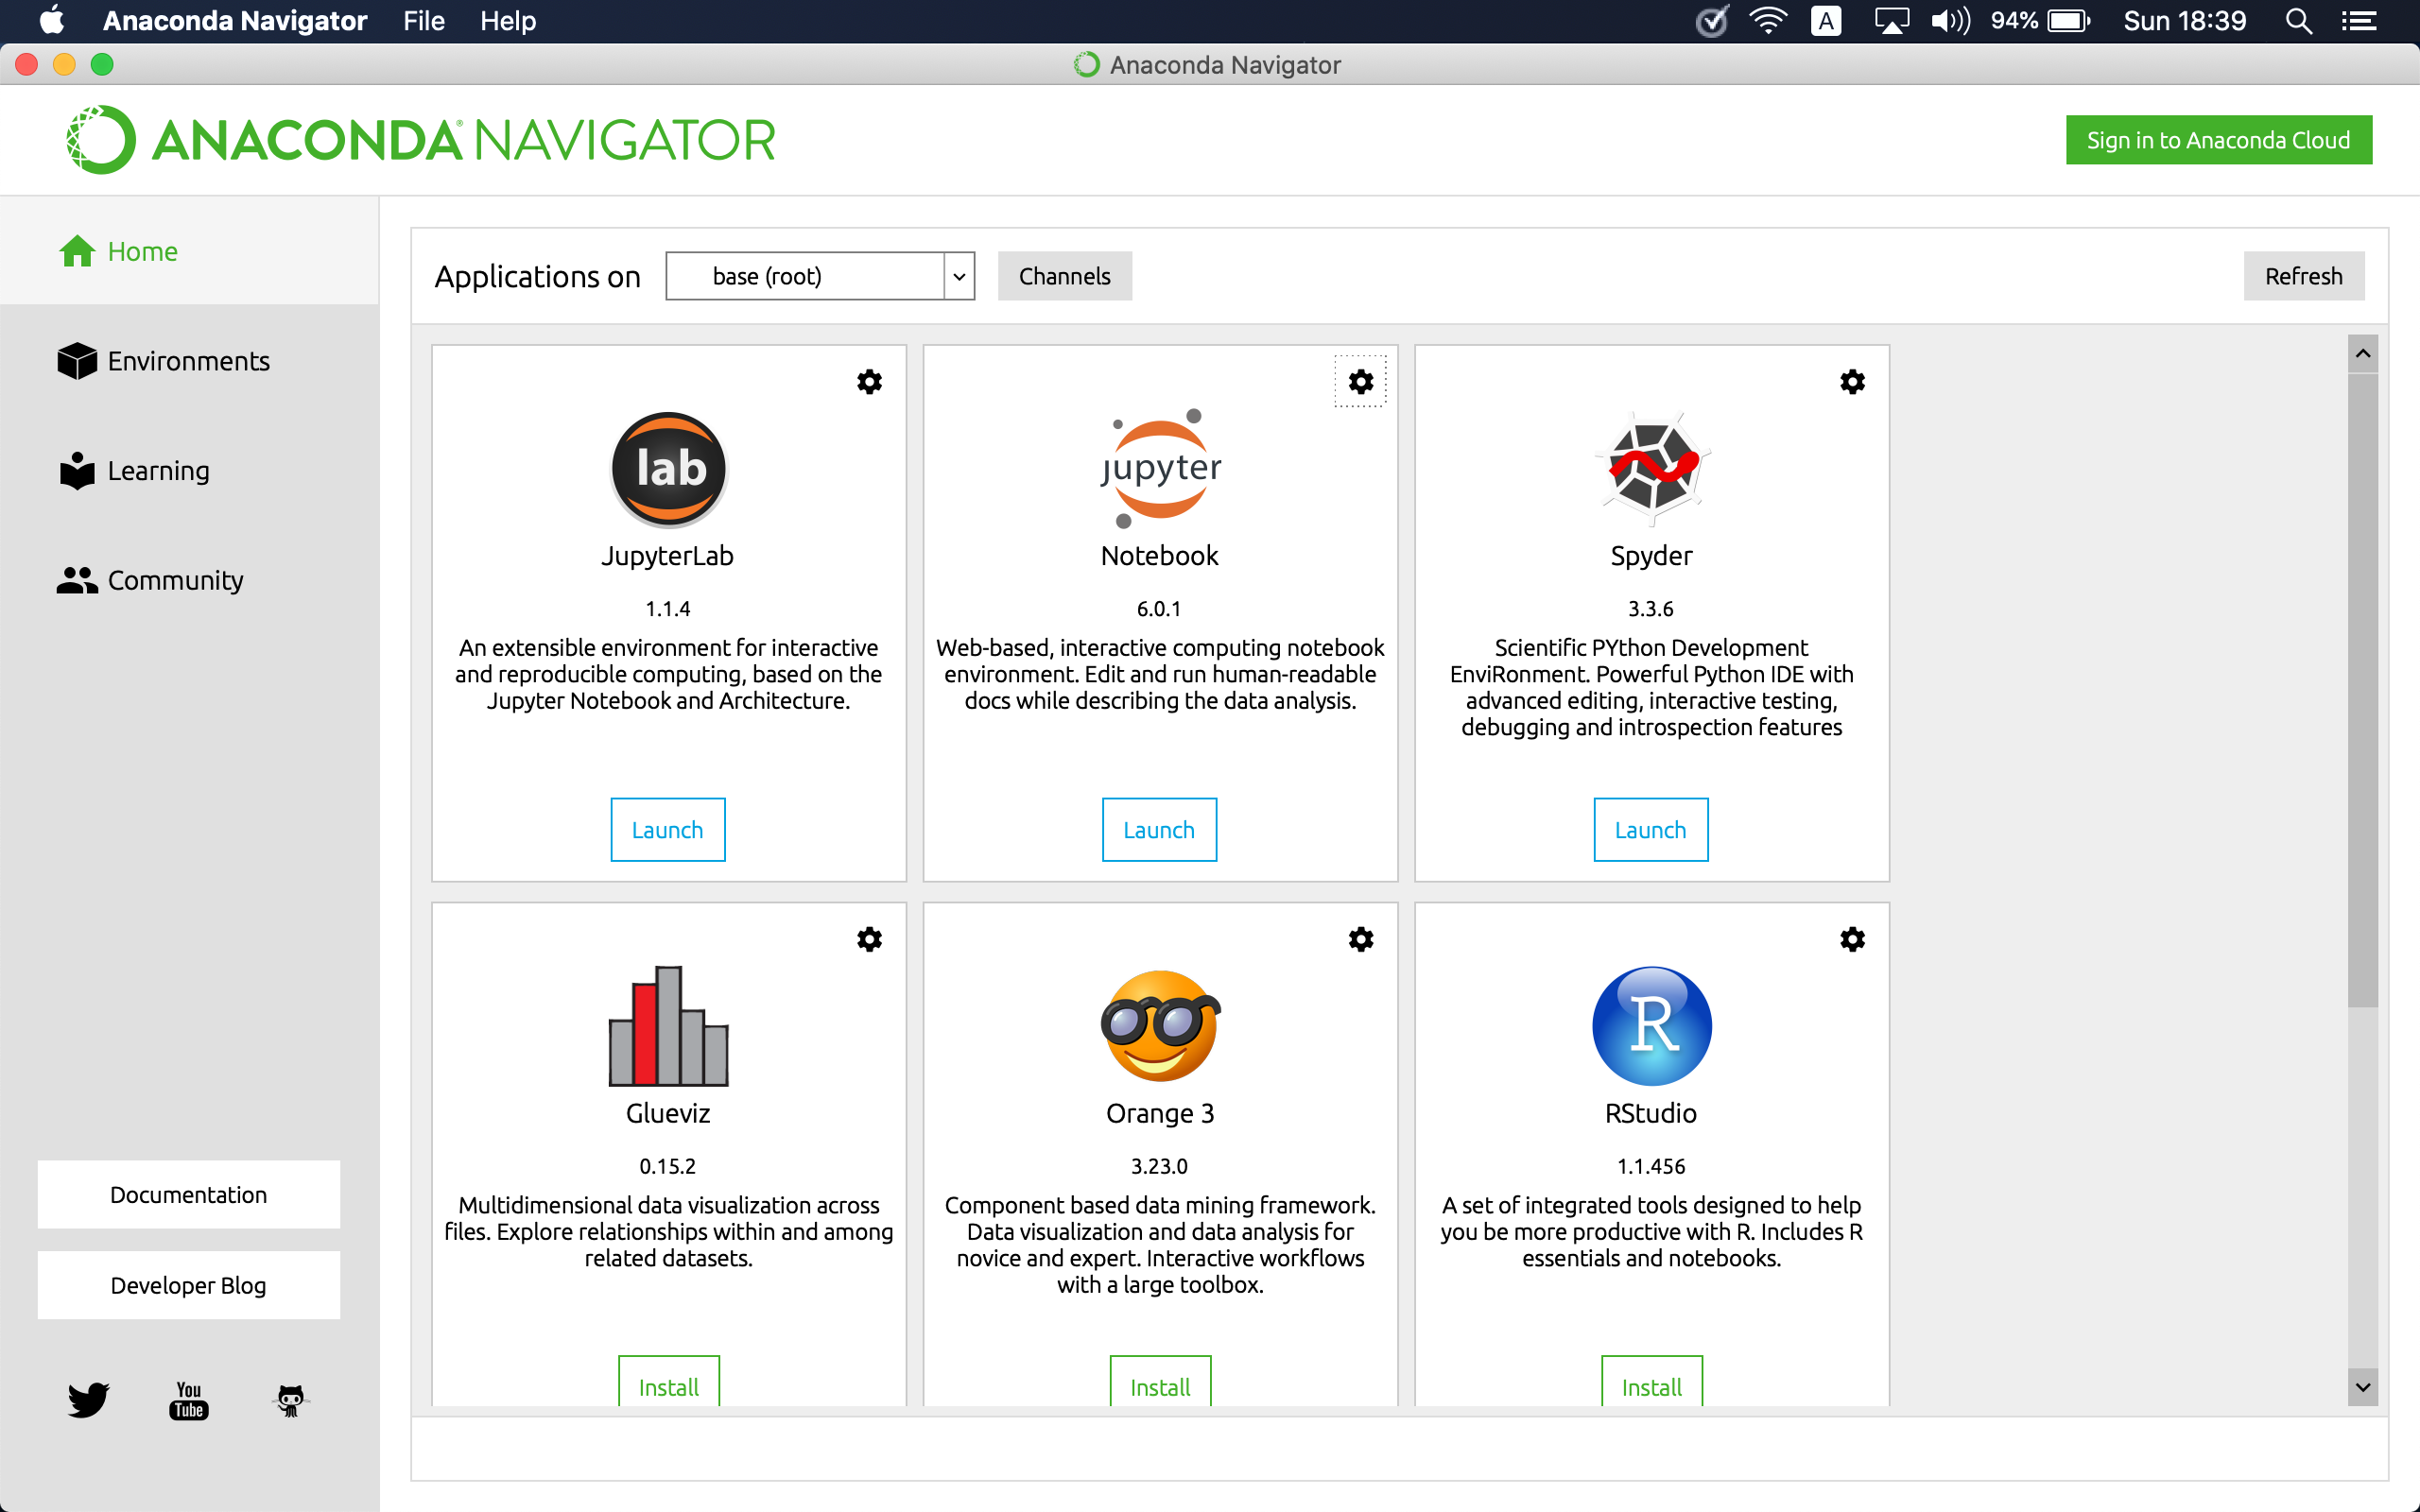 Anaconda Navigator File Help A 94% Sun 18:39
Anaconda Navigator
ANACONDA® NAVIGATOR
Sign in to Anaconda Cloud
Home
Environments
Learning
Community
Documentation
Developer Blog
You
Tube
Applications on base (root) Channels Refresh
lab
JupyterLab
1.1.4
An extensible environment for interactive
and reproducible computing, based on the
Jupyter Notebook and Architecture.
Launch
jupyter
Notebook
6.0.1
Web-based, interactive computing notebook
environment. Edit and run human-readable
docs while describing the data analysis.
Launch
Spyder
3.3.6
Scientific PYthon Development
EnviRonment. Powerful Python IDE with
advanced editing, interactive testing,
debugging and introspection features
Launch
Glueviz
0.15.2
Multidimensional data visualization across
files. Explore relationships within and among
related datasets.
Install
Orange 3
3.23.0
Component based data mining framework.
Data visualization and data analysis for
novice and expert. Interactive workflows
with a large toolbox.
Install
R
RStudio
1.1.456
A set of integrated tools designed to help
you be more productive with R. Includes R
essentials and notebooks.
Install